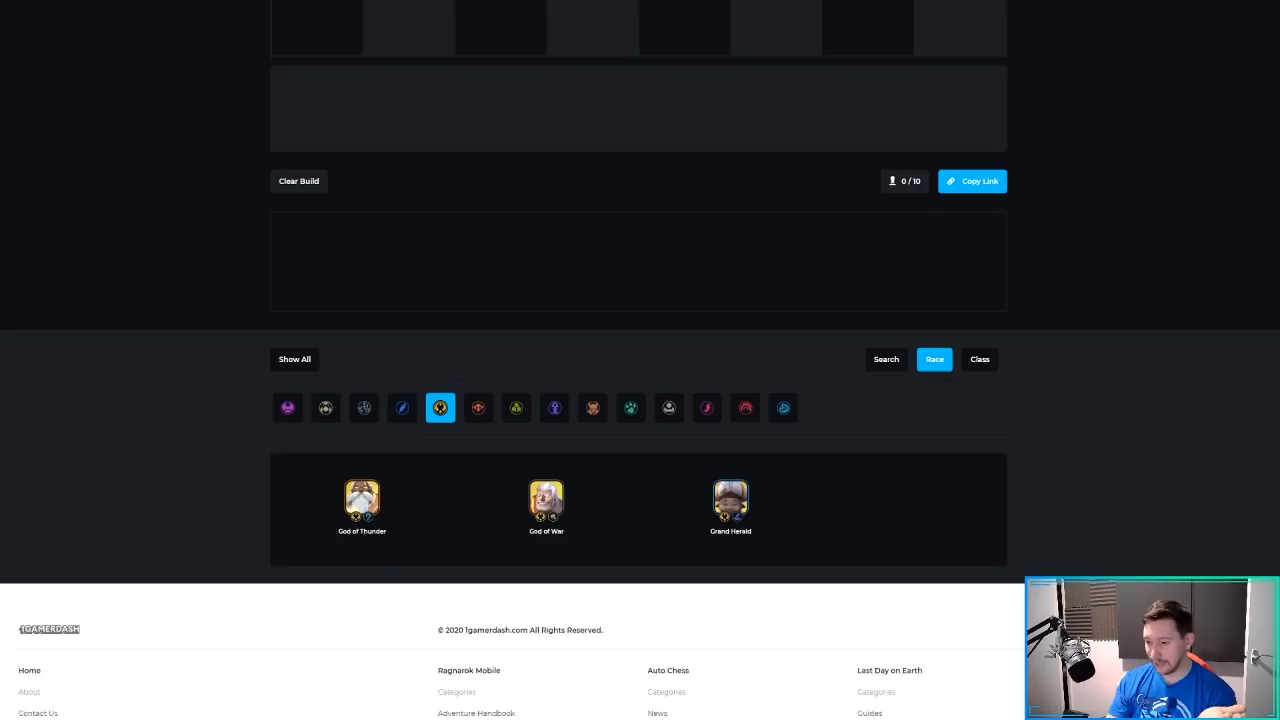 Clear Build
0 / 10
Copy Link
Show All
Search
Race
Class
God of Thunder
God of War
Grand Herald
1GAMERDASH
© 2020 1gamerdash.com All Rights Reserved.
Home
Ragnarok Mobile
Auto Chess
Last Day on Earth
About
Categories
Categories
Categories
Contact Us
Adventure Handbook
News
Guides